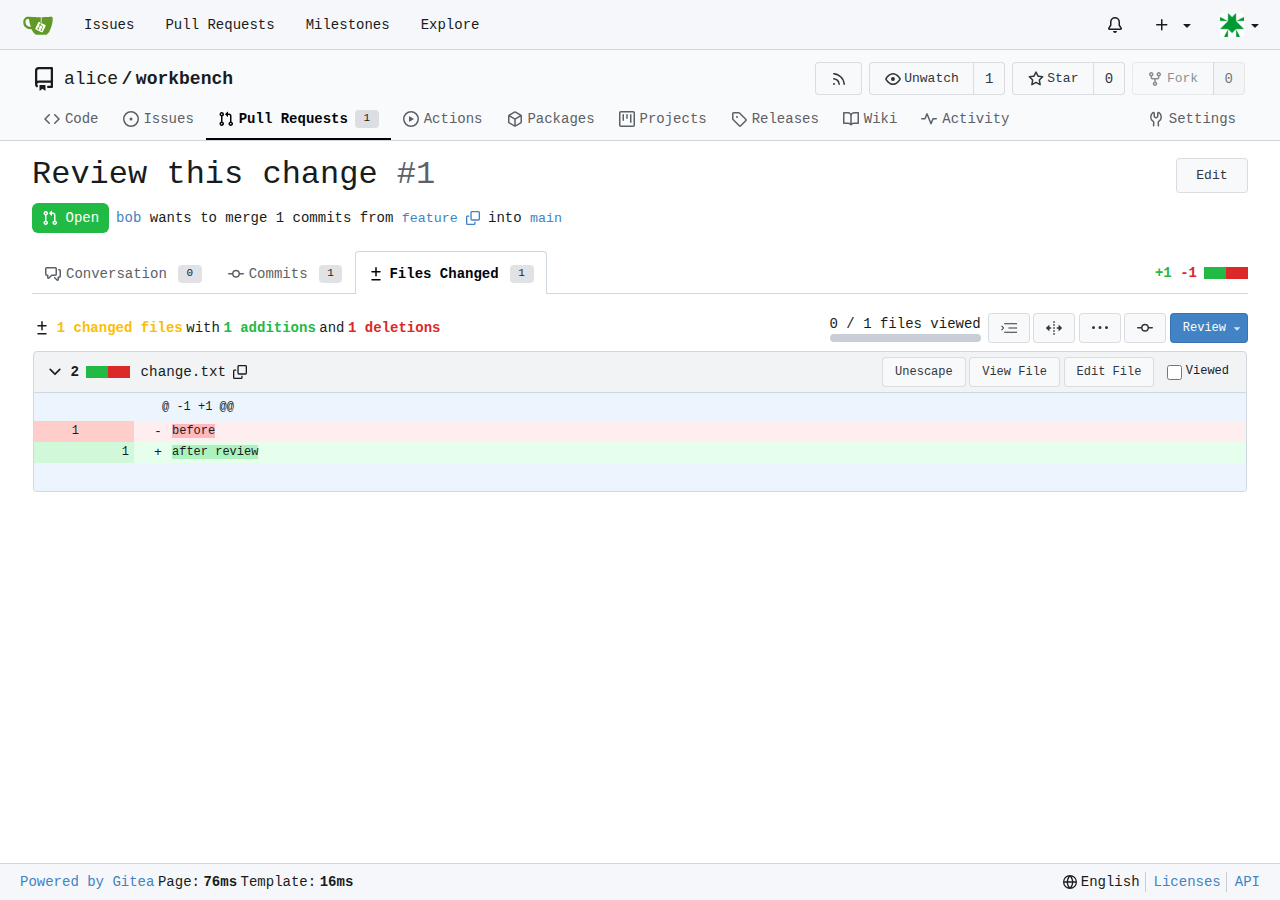 Issues Pull Requests Milestones Explore
alice/workbench Unwatch 1 Star 0 Fork 0
Code Issues Pull Requests 1 Actions Packages Projects Releases Wiki Activity Settings
Review this change #1 Edit
Open bob wants to merge 1 commits from feature into main
Conversation 0 Commits 1 Files Changed 1 +1 -1
1 changed files with 1 additions and 1 deletions 0 / 1 files viewed Review
2 change.txt Unescape View File Edit File Viewed
@ -1 +1 @@
1 - before
1 + after review
Powered by Gitea Page: 76ms Template: 16ms English Licenses API